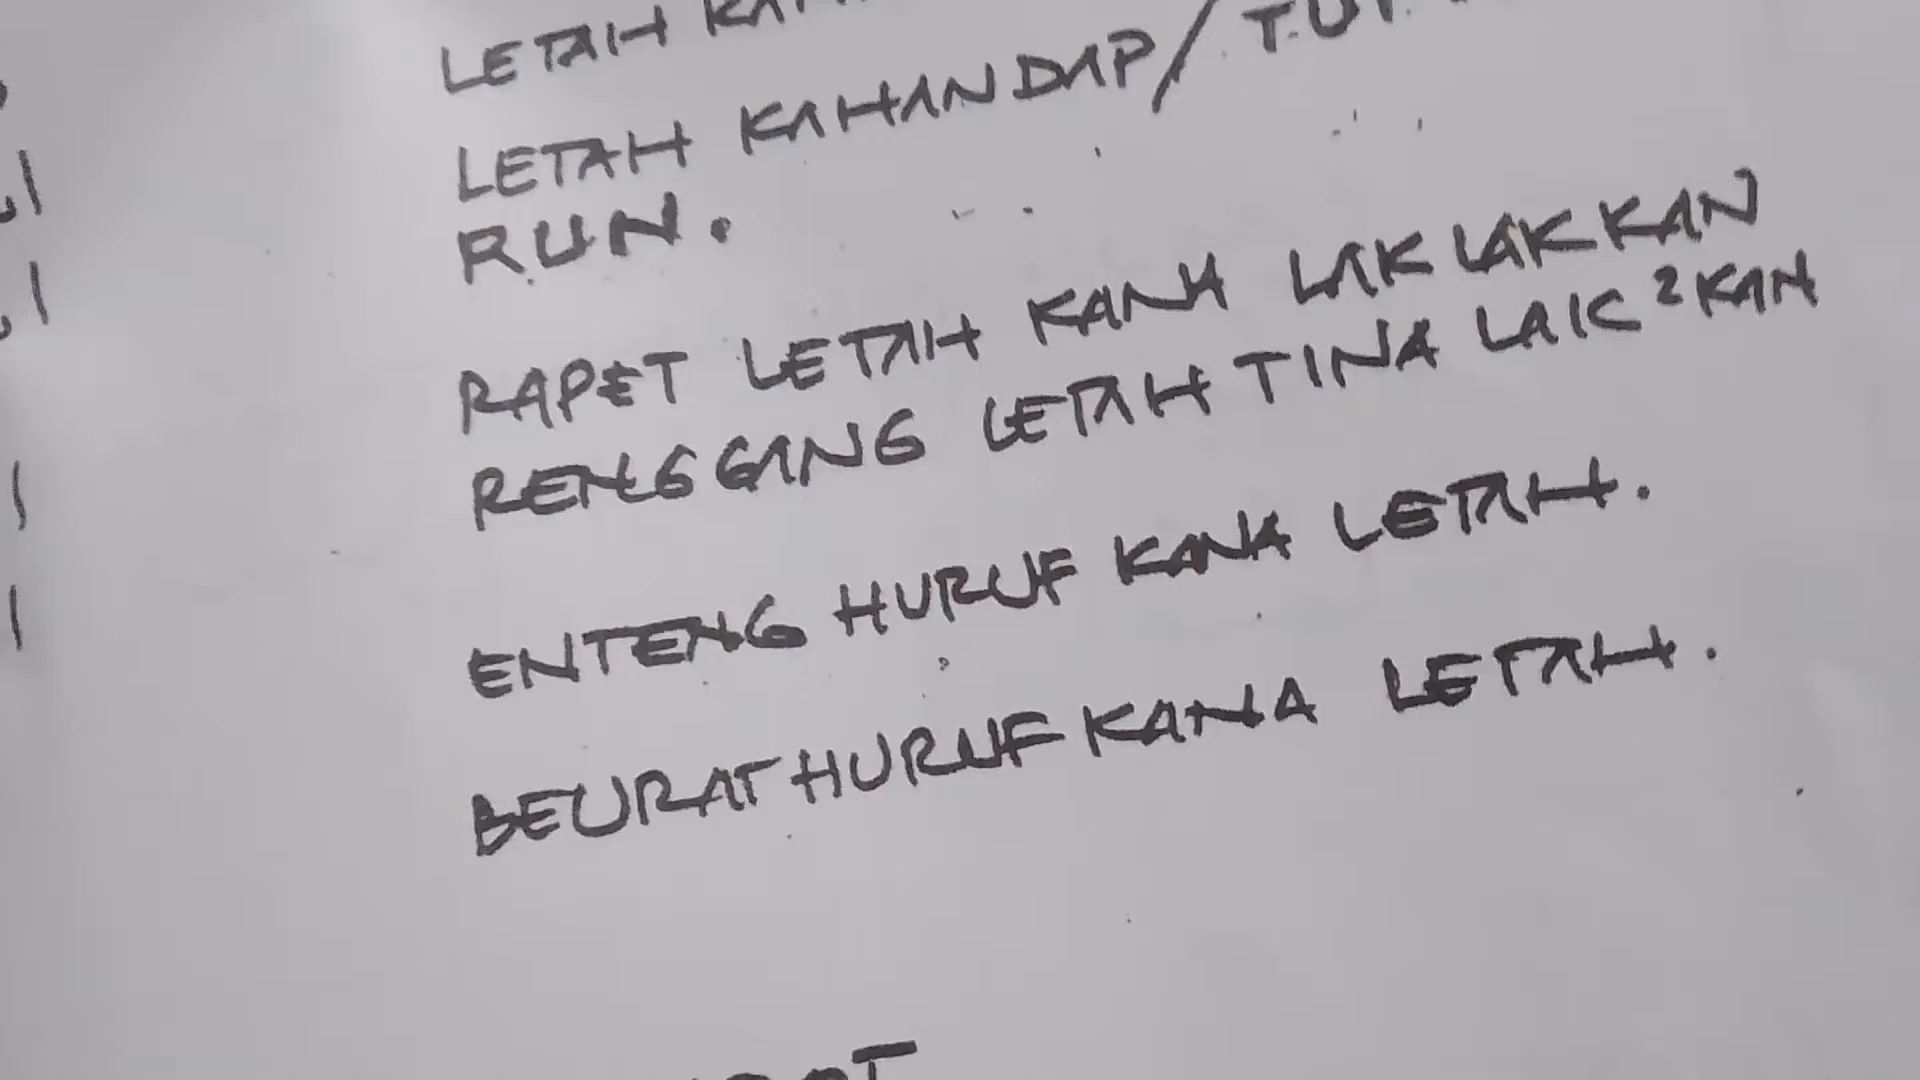 LETAH
LETAH KAHANDAP/
RUN.
RAPET LETAH KANA LAKLAKKAN
RENGGANG LETAH TINA LAK²KAN
ENTENG HURUF KANA LETAH.
BEURAT HURUF KANA LETAH.